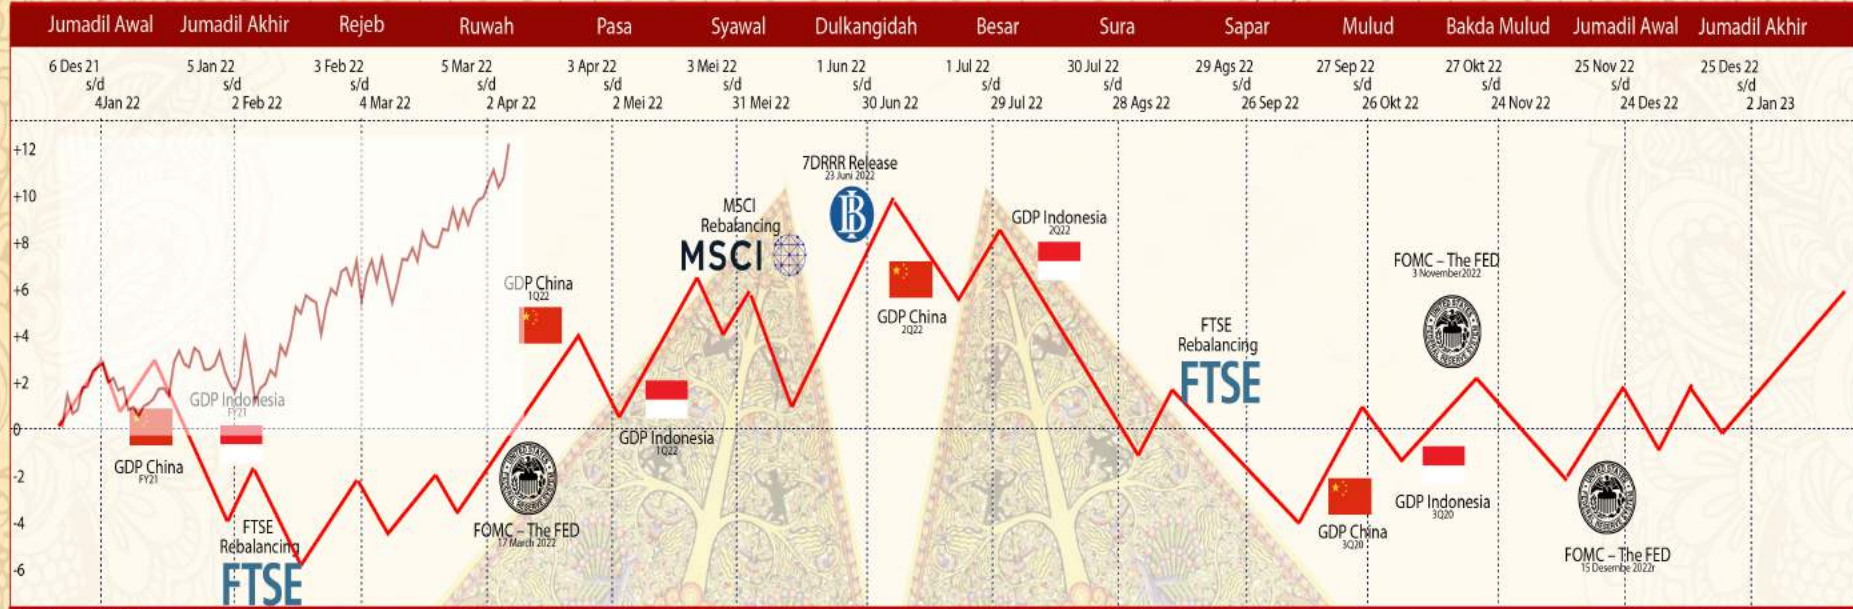 Jumadil Awal
Jumadil Akhir
Rejeb
Ruwah
Pasa
Syawal
Dulkangidah
Besar
Sura
Sapar
Mulud
Bakda Mulud
Jumadil Awal
Jumadil Akhir
6 Des 21
s/d
4Jan 22
5 Jan 22
s/d
2 Feb 22
3 Feb 22
s/d
4 Mar 22
5 Mar 22
s/d
2 Apr 22
3 Apr 22
s/d
2 Mei 22
3 Mei 22
s/d
31 Mei 22
1 Jun 22
s/d
30 Jun 22
1 Jul 22
s/d
29 Jul 22
30 Jul 22
s/d
28 Ags 22
29 Ags 22
s/d
26 Sep 22
27 Sep 22
s/d
26 Okt 22
27 Okt 22
s/d
24 Nov 22
25 Nov 22
s/d
24 Des 22
25 Des 22
s/d
2 Jan 23
+12
+10
+8
+6
+4
+2
0
-2
-4
-6
GDP China
FY21
GDP Indonesia
FY21
FTSE
Rebalancing
FTSE
GDP China
1Q22
FOMC – The FED
17 March 2022
GDP Indonesia
1Q22
MSCI
Rebalancing
MSCI
7DRRR Release
23 Juni 2022
GDP China
2Q22
GDP Indonesia
2Q22
FTSE
Rebalancing
FTSE
GDP China
3Q20
FOMC – The FED
3 November2022
GDP Indonesia
3Q20
FOMC – The FED
15 Desembe 2022r